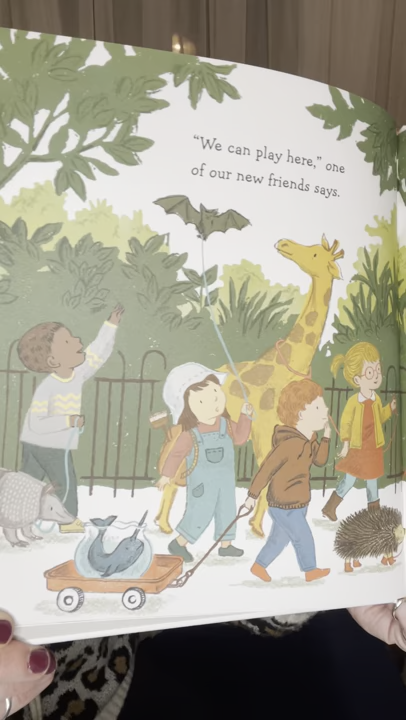 “We can play here,” one
of our new friends says.